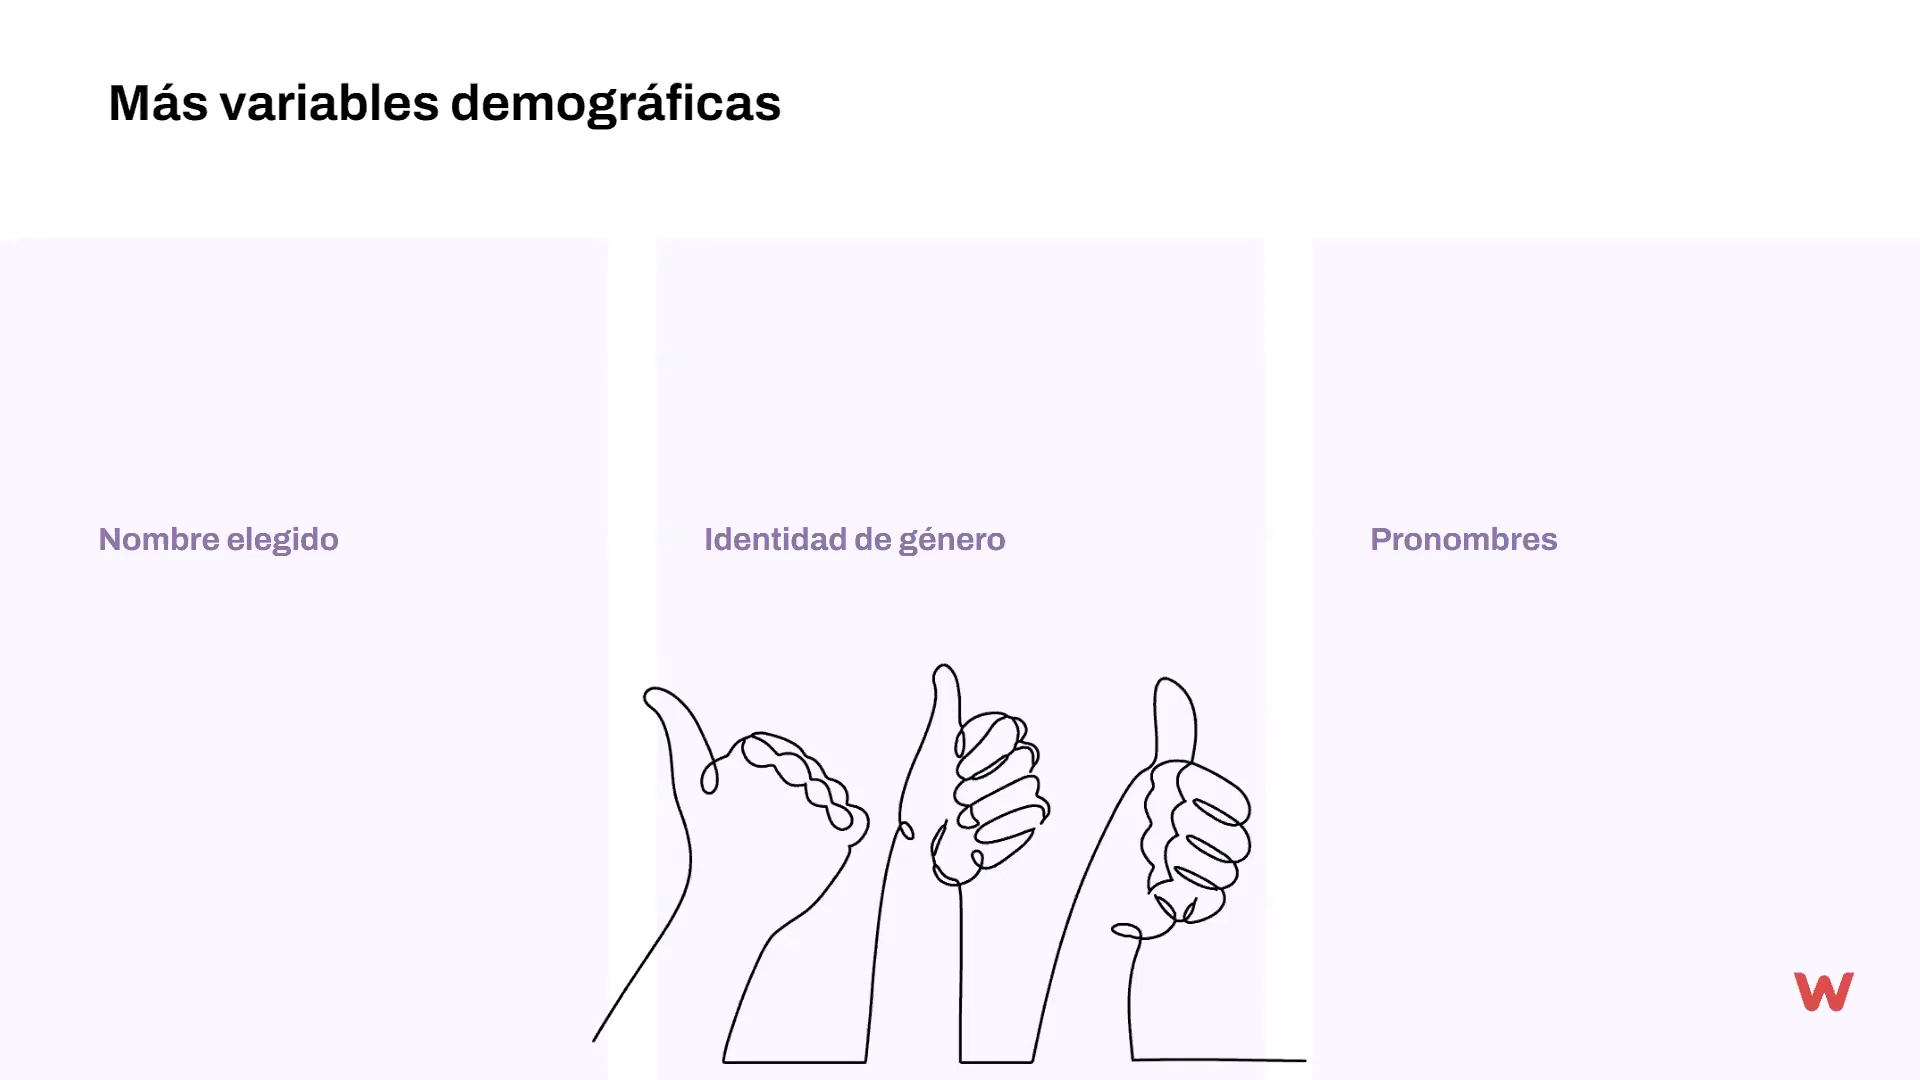 Más variables demográficas
Nombre elegido
Identidad de género
Pronombres
W